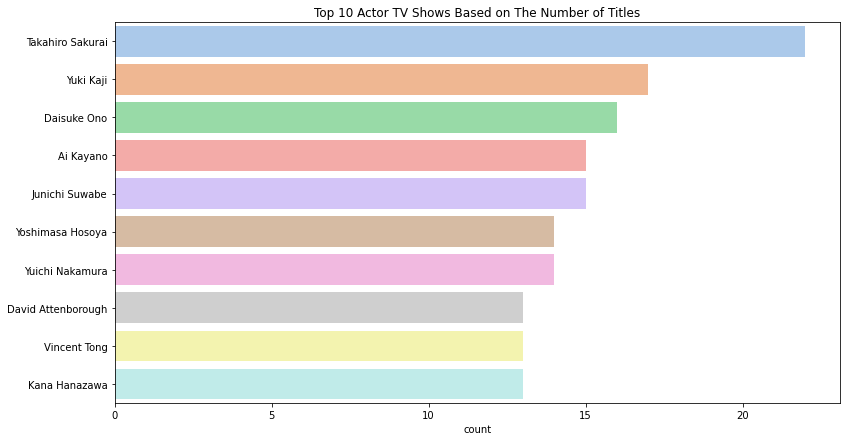 Top 10 Actor TV Shows Based on The Number of Titles
Takahiro Sakurai
Yuki Kaji
Daisuke Ono
Ai Kayano
Junichi Suwabe
Yoshimasa Hosoya
Yuichi Nakamura
David Attenborough
Vincent Tong
Kana Hanazawa
0 5 10 15 20
count